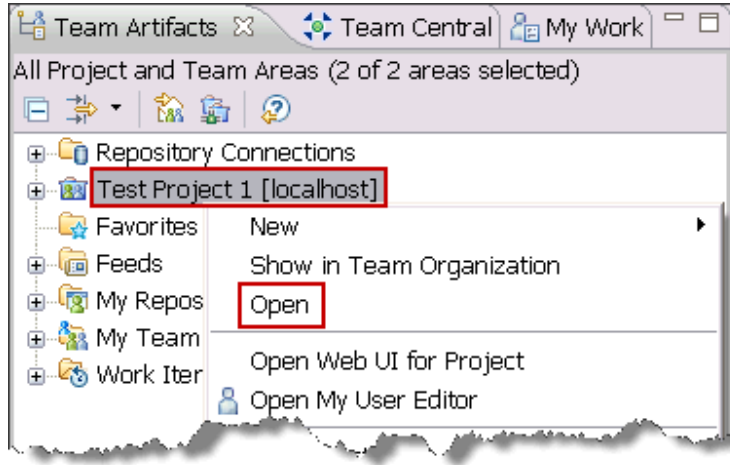 Team Artifacts Team Central My Work
All Project and Team Areas (2 of 2 areas selected)
Repository Connections
Test Project 1 [localhost]
Favorites
Feeds
My Repos
My Team
Work Iter
New
Show in Team Organization
Open
Open Web UI for Project
Open My User Editor